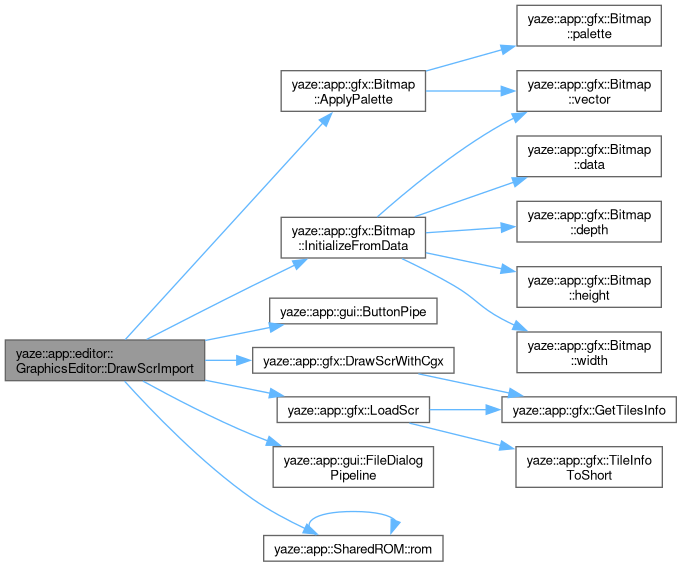 yaze::app::editor::
GraphicsEditor::DrawScrImport
yaze::app::gfx::Bitmap
::ApplyPalette
yaze::app::gfx::Bitmap
::palette
yaze::app::gfx::Bitmap
::vector
yaze::app::gfx::Bitmap
::InitializeFromData
yaze::app::gfx::Bitmap
::data
yaze::app::gfx::Bitmap
::depth
yaze::app::gfx::Bitmap
::height
yaze::app::gfx::Bitmap
::width
yaze::app::gui::ButtonPipe
yaze::app::gfx::DrawScrWithCgx
yaze::app::gfx::GetTilesInfo
yaze::app::gfx::LoadScr
yaze::app::gfx::TileInfo
ToShort
yaze::app::gui::FileDialog
Pipeline
yaze::app::SharedROM::rom